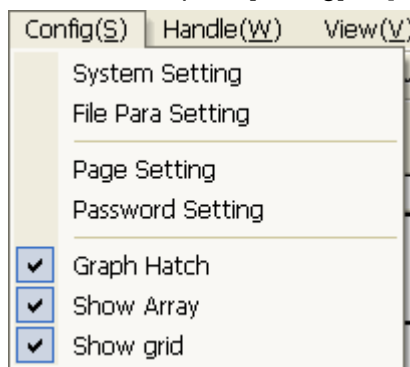 Config(S) Handle(W) View(V)
System Setting
File Para Setting
Page Setting
Password Setting
Graph Hatch
Show Array
Show grid